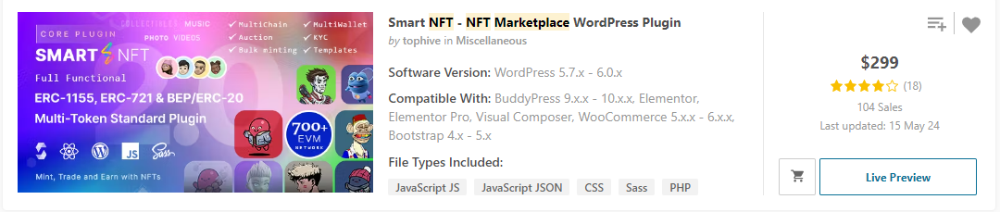 COLLECTIBLES MUSIC
PHOTO VIDEOS
CORE PLUGIN
SMART NFT
Full Functional
ERC-1155, ERC-721 & BEP/ERC-20
Multi-Token Standard Plugin
JS
Sass
Mint, Trade and Earn with NFTs
✓ MultiChain ✓ MultiWallet
✓ Auction ✓ KYC
✓ Bulk minting ✓ Templates
2.0
700+
EVM
NETWORK
Smart NFT - NFT Marketplace WordPress Plugin
by tophive in Miscellaneous
Software Version: WordPress 5.7.x - 6.0.x
Compatible With: BuddyPress 9.x.x - 10.x.x, Elementor,
Elementor Pro, Visual Composer, WooCommerce 5.x.x - 6.x.x,
Bootstrap 4.x - 5.x
File Types Included:
JavaScript JS JavaScript JSON CSS Sass PHP
$299
(18)
104 Sales
Last updated: 15 May 24
Live Preview